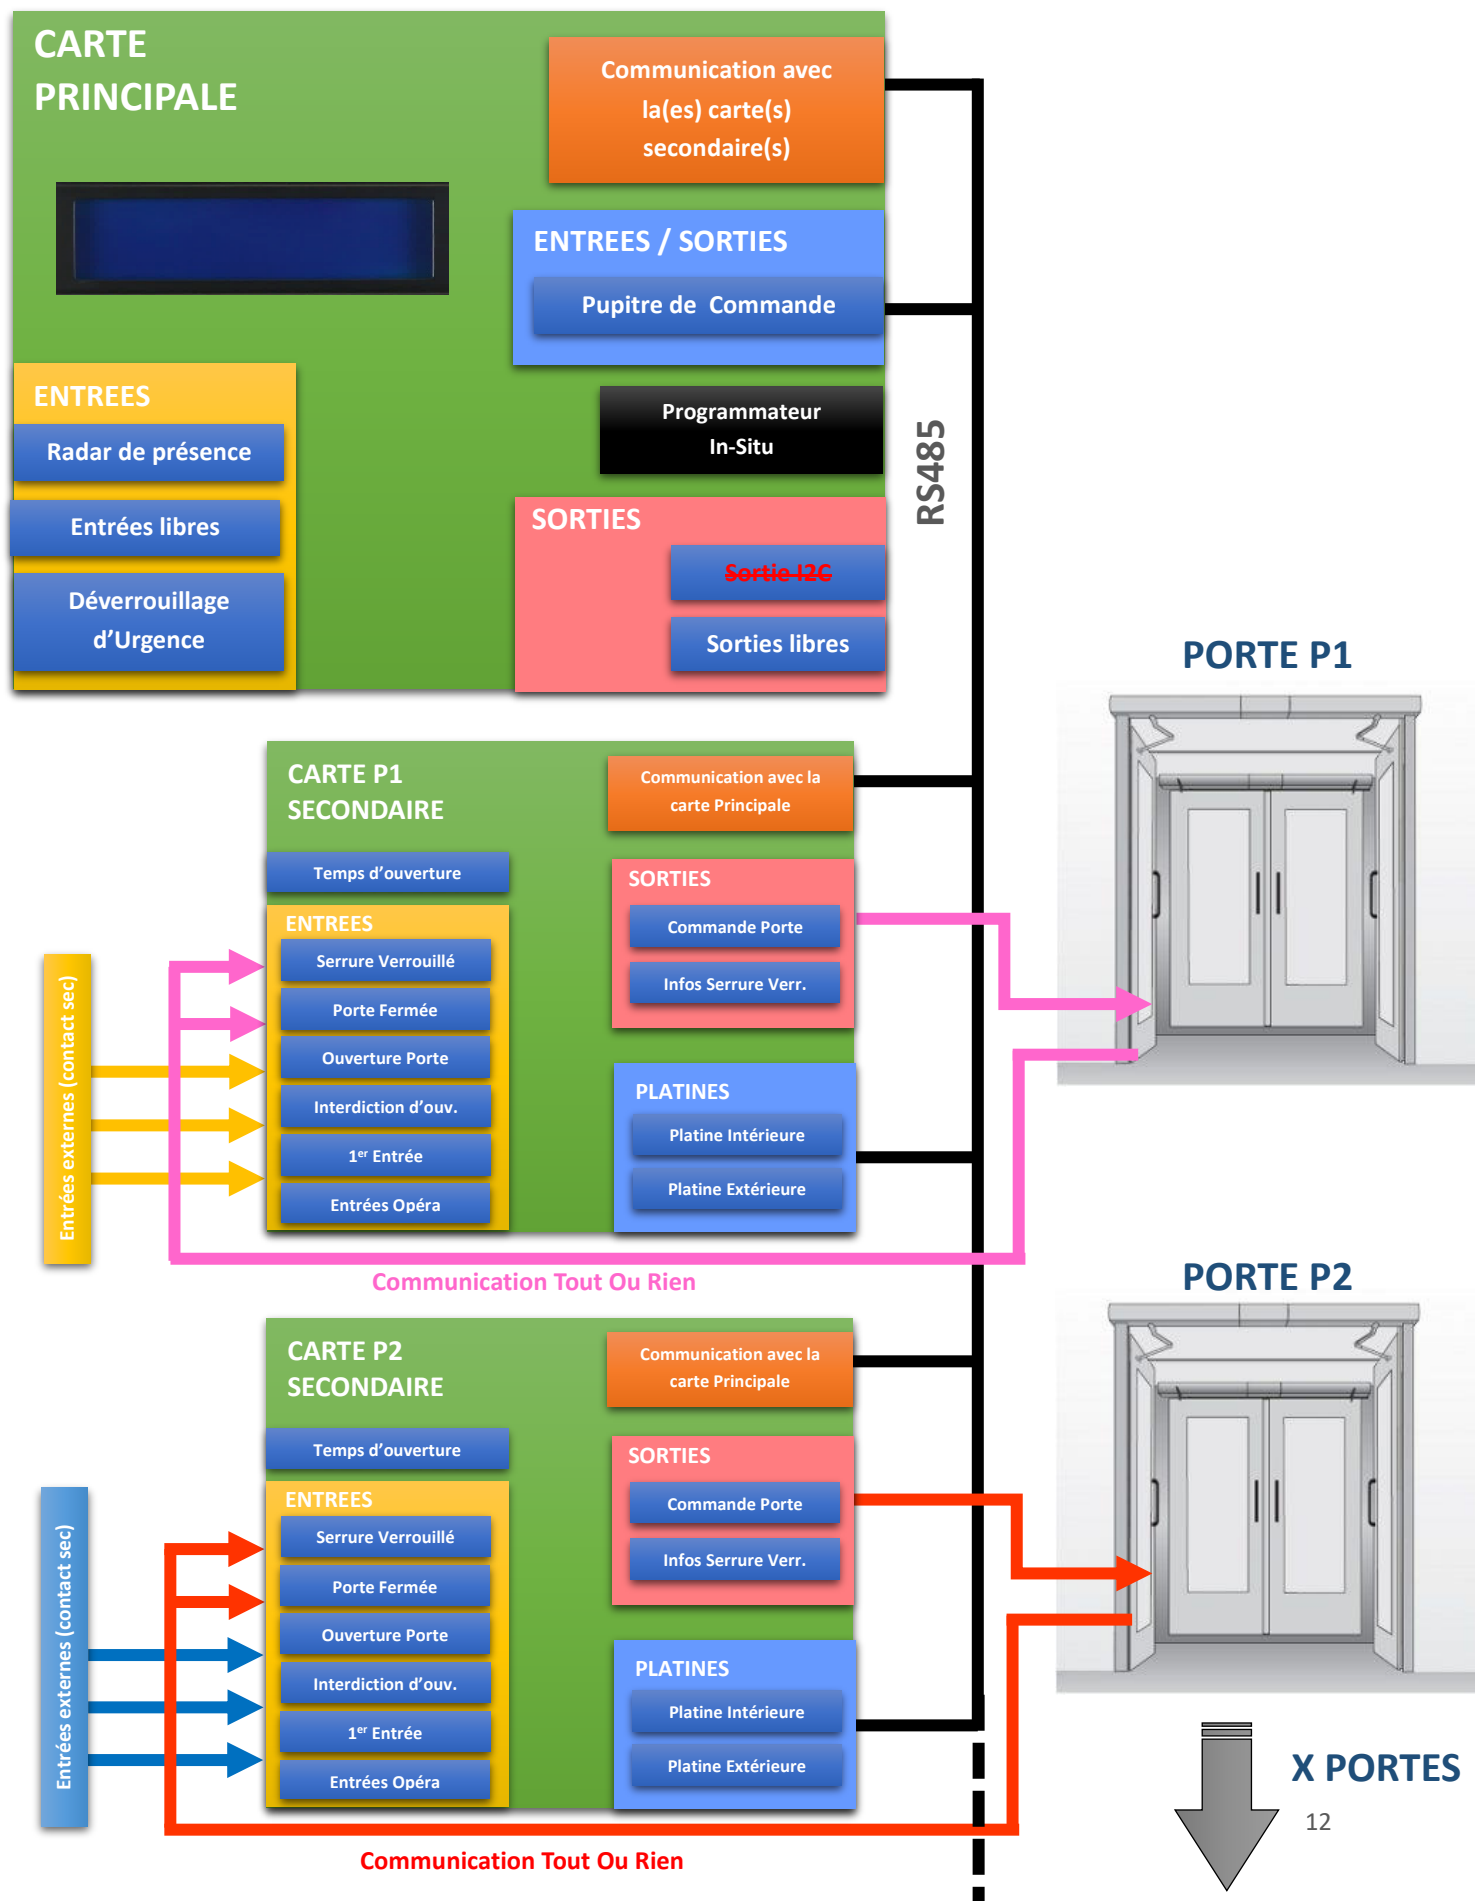 CARTE
PRINCIPALE
Communication avec
la(es) carte(s)
secondaire(s)
ENTREES / SORTIES
Pupitre de Commande
ENTREES
Radar de présence
Entrées libres
Déverrouillage
d’Urgence
Programmateur
In-Situ
SORTIES
Sortie I2C
Sorties libres
RS485
PORTE P1
CARTE P1
SECONDAIRE
Communication avec la
carte Principale
Temps d’ouverture
ENTREES
Serrure Verrouillé
Porte Fermée
Ouverture Porte
Interdiction d’ouv.
1er Entrée
Entrées Opéra
SORTIES
Commande Porte
Infos Serrure Verr.
PLATINES
Platine Intérieure
Platine Extérieure
Entrées externes (contact sec)
Communication Tout Ou Rien
PORTE P2
CARTE P2
SECONDAIRE
Communication avec la
carte Principale
Temps d’ouverture
ENTREES
Serrure Verrouillé
Porte Fermée
Ouverture Porte
Interdiction d’ouv.
1er Entrée
Entrées Opéra
SORTIES
Commande Porte
Infos Serrure Verr.
PLATINES
Platine Intérieure
Platine Extérieure
Entrées externes (contact sec)
Communication Tout Ou Rien
X PORTES
12